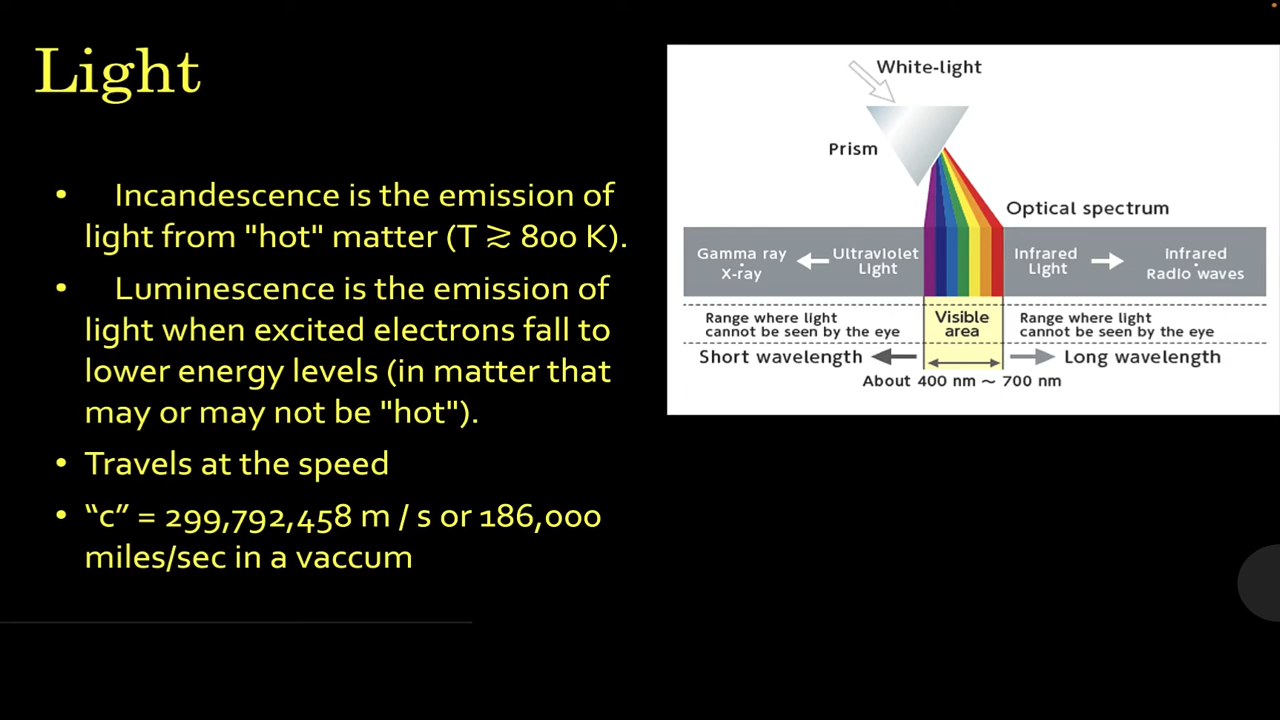 Light
• Incandescence is the emission of
light from "hot" matter (T ≳ 800 K).
• Luminescence is the emission of
light when excited electrons fall to
lower energy levels (in matter that
may or may not be "hot").
• Travels at the speed
• “c” = 299,792,458 m / s or 186,000
miles/sec in a vaccum
White-light
Prism
Optical spectrum
Gamma ray
X-ray
Ultraviolet
Light
Infrared
Light
Infrared
Radio waves
Range where light
cannot be seen by the eye
Visible
area
Range where light
cannot be seen by the eye
Short wavelength
Long wavelength
About 400 nm ~ 700 nm